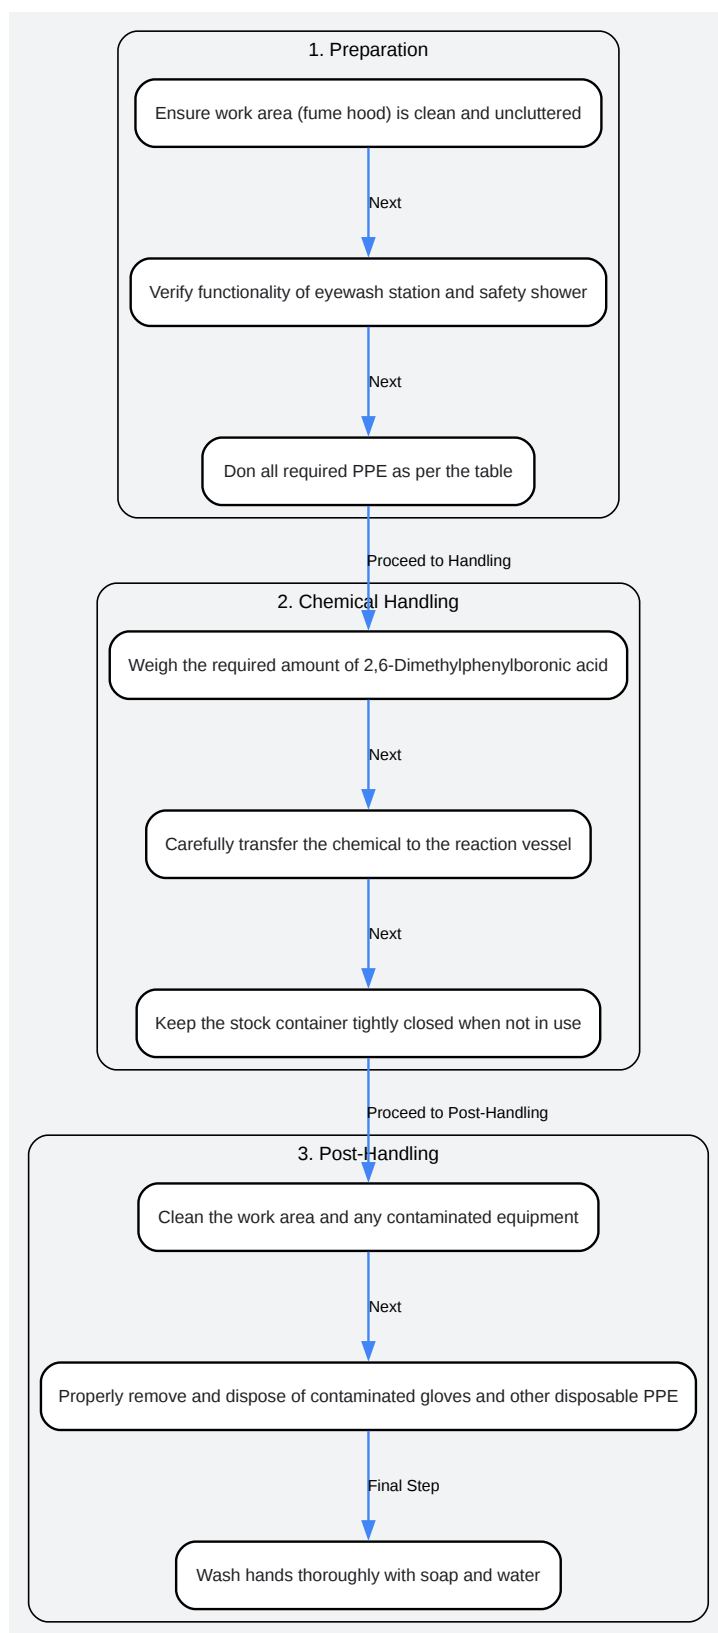 1. Preparation
Ensure work area (fume hood) is clean and uncluttered
Next
Verify functionality of eyewash station and safety shower
Next
Don all required PPE as per the table
Proceed to Handling
2. Chemical Handling
Weigh the required amount of 2,6-Dimethylphenylboronic acid
Next
Carefully transfer the chemical to the reaction vessel
Next
Keep the stock container tightly closed when not in use
Proceed to Post-Handling
3. Post-Handling
Clean the work area and any contaminated equipment
Next
Properly remove and dispose of contaminated gloves and other disposable PPE
Final Step
Wash hands thoroughly with soap and water